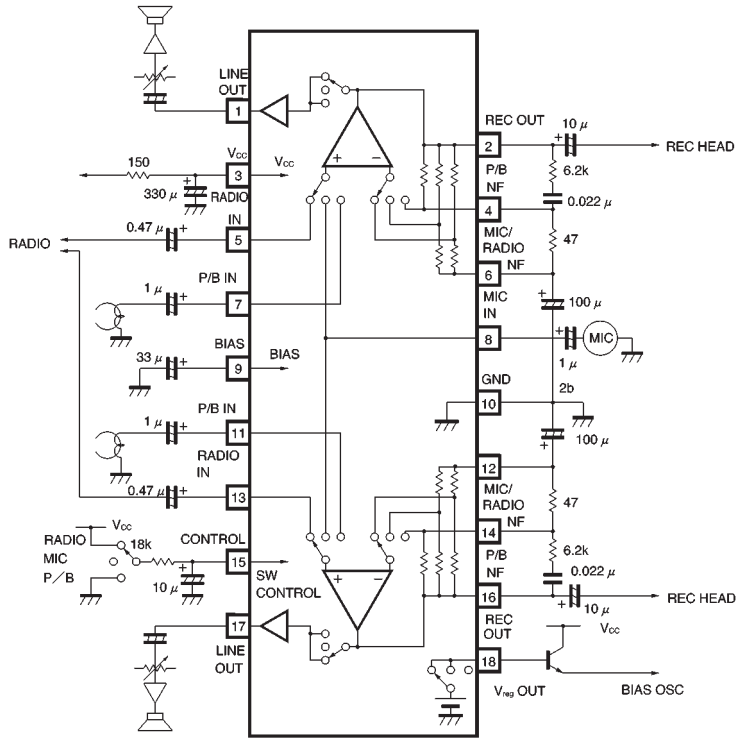 LINE
OUT
1
REC OUT
10 μ
2
REC HEAD
150
VCC
3
VCC
330 μ
RADIO
IN
P/B
NF
6.2k
0.022 μ
4
0.47 μ
RADIO
5
MIC/
RADIO
NF
47
6
P/B IN
1 μ
7
MIC
IN
100 μ
8
MIC
1 μ
33 μ
BIAS
9
BIAS
GND
10
2b
P/B IN
1 μ
11
RADIO
IN
100 μ
12
MIC/
RADIO
NF
47
0.47 μ
13
14
P/B
NF
6.2k
0.022 μ
RADIO
MIC
P/B
VCC
18k
CONTROL
15
SW
CONTROL
10 μ
16
REC
OUT
10 μ
REC HEAD
17
LINE
OUT
18
Vreg OUT
VCC
BIAS OSC
+
−
+
−
+
+
+
+
+
+
+
+
+
+
+
+
+
+